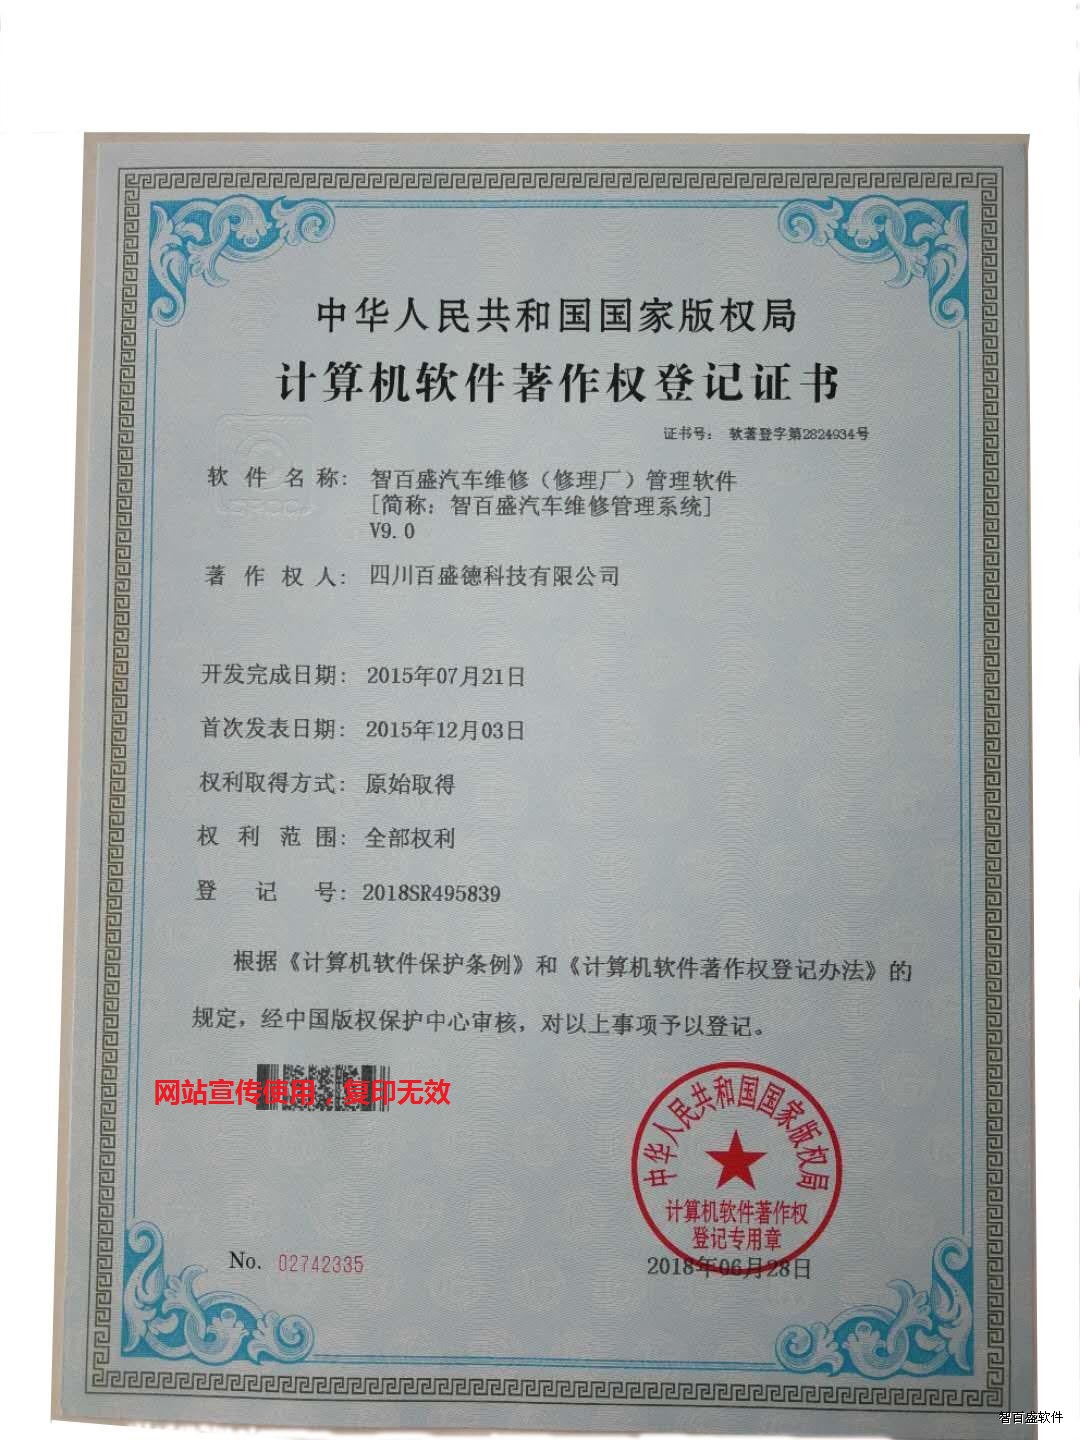 中华人民共和国国家版权局
计算机软件著作权登记证书
证书号： 软著登字第2824934号
软件名称： 智百盛汽车维修（修理厂）管理软件
[简称：智百盛汽车维修管理系统]
V9.0
著作权人： 四川百盛德科技有限公司
开发完成日期： 2015年07月21日
首次发表日期： 2015年12月03日
权利取得方式： 原始取得
权利范围： 全部权利
登记号： 2018SR495839
根据《计算机软件保护条例》和《计算机软件著作权登记办法》的
规定，经中国版权保护中心审核，对以上事项予以登记。
网站宣传使用，复印无效
中华人民共和国国家版权局
计算机软件著作权
登记专用章
No. 02742335
2018年06月28日
智百盛软件